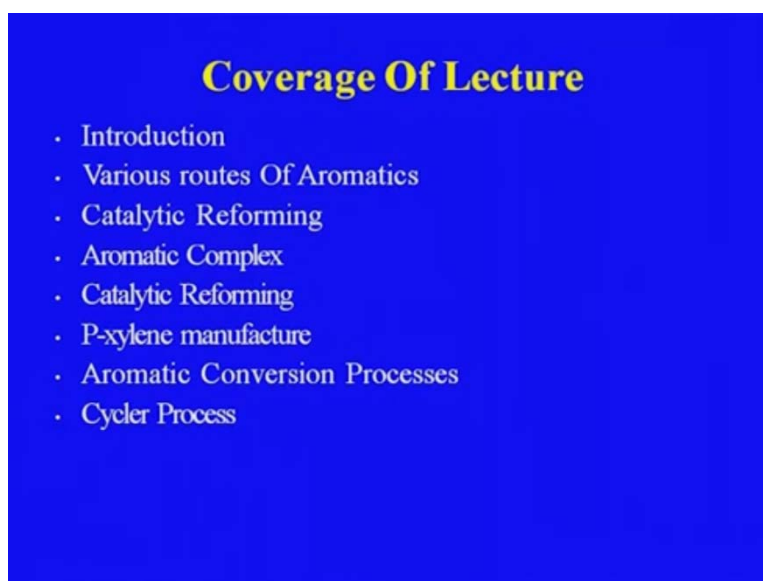 Coverage Of Lecture
• Introduction
• Various routes Of Aromatics
• Catalytic Reforming
• Aromatic Complex
• Catalytic Reforming
• P-xylene manufacture
• Aromatic Conversion Processes
• Cycler Process